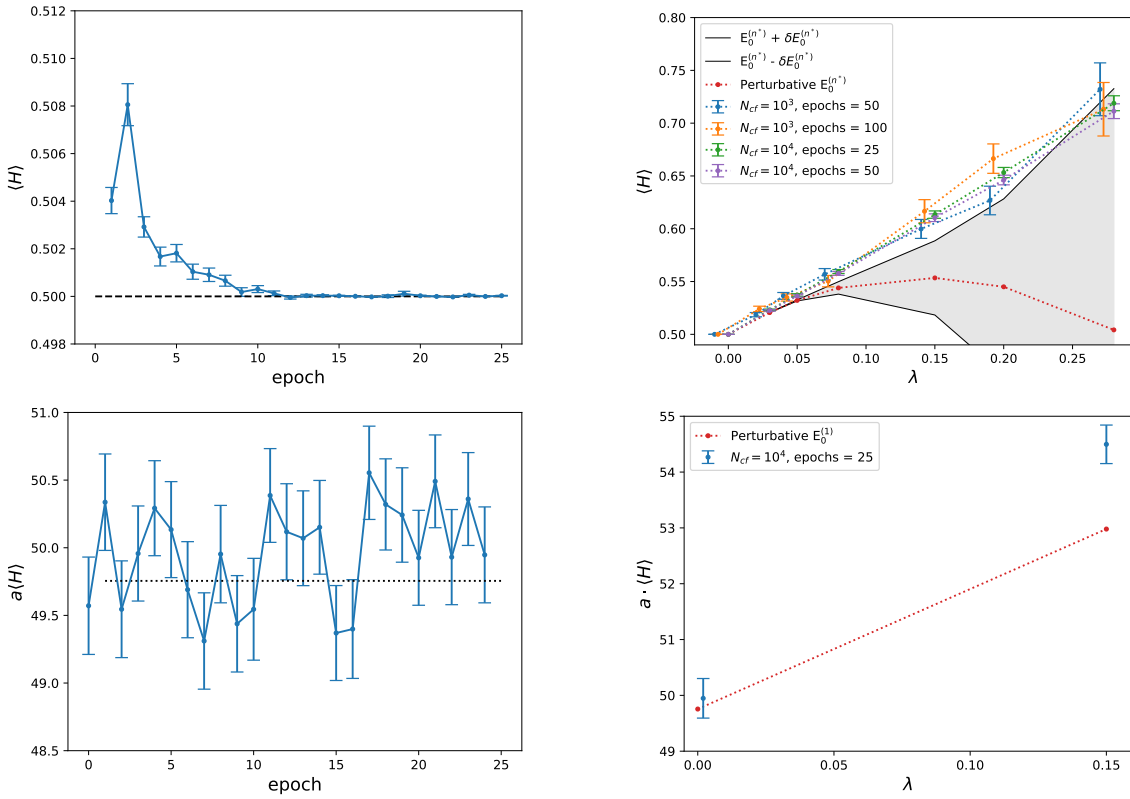 0.512
0.510
0.508
0.506
0.504
0.502
0.500
0.498
⟨H⟩
0
5
10
15
20
25
epoch
0.80
0.75
0.70
0.65
0.60
0.55
0.50
⟨H⟩
E₀^(n*) + δE₀^(n*)
E₀^(n*) - δE₀^(n*)
Perturbative E₀^(n*)
N_cf = 10³, epochs = 50
N_cf = 10³, epochs = 100
N_cf = 10⁴, epochs = 25
N_cf = 10⁴, epochs = 50
0.00
0.05
0.10
0.15
0.20
0.25
λ
51.0
50.5
50.0
49.5
49.0
48.5
a⟨H⟩
0
5
10
15
20
25
epoch
55
54
53
52
51
50
49
a · ⟨H⟩
Perturbative E₀^(1)
N_cf = 10⁴, epochs = 25
0.00
0.05
0.10
0.15
λ